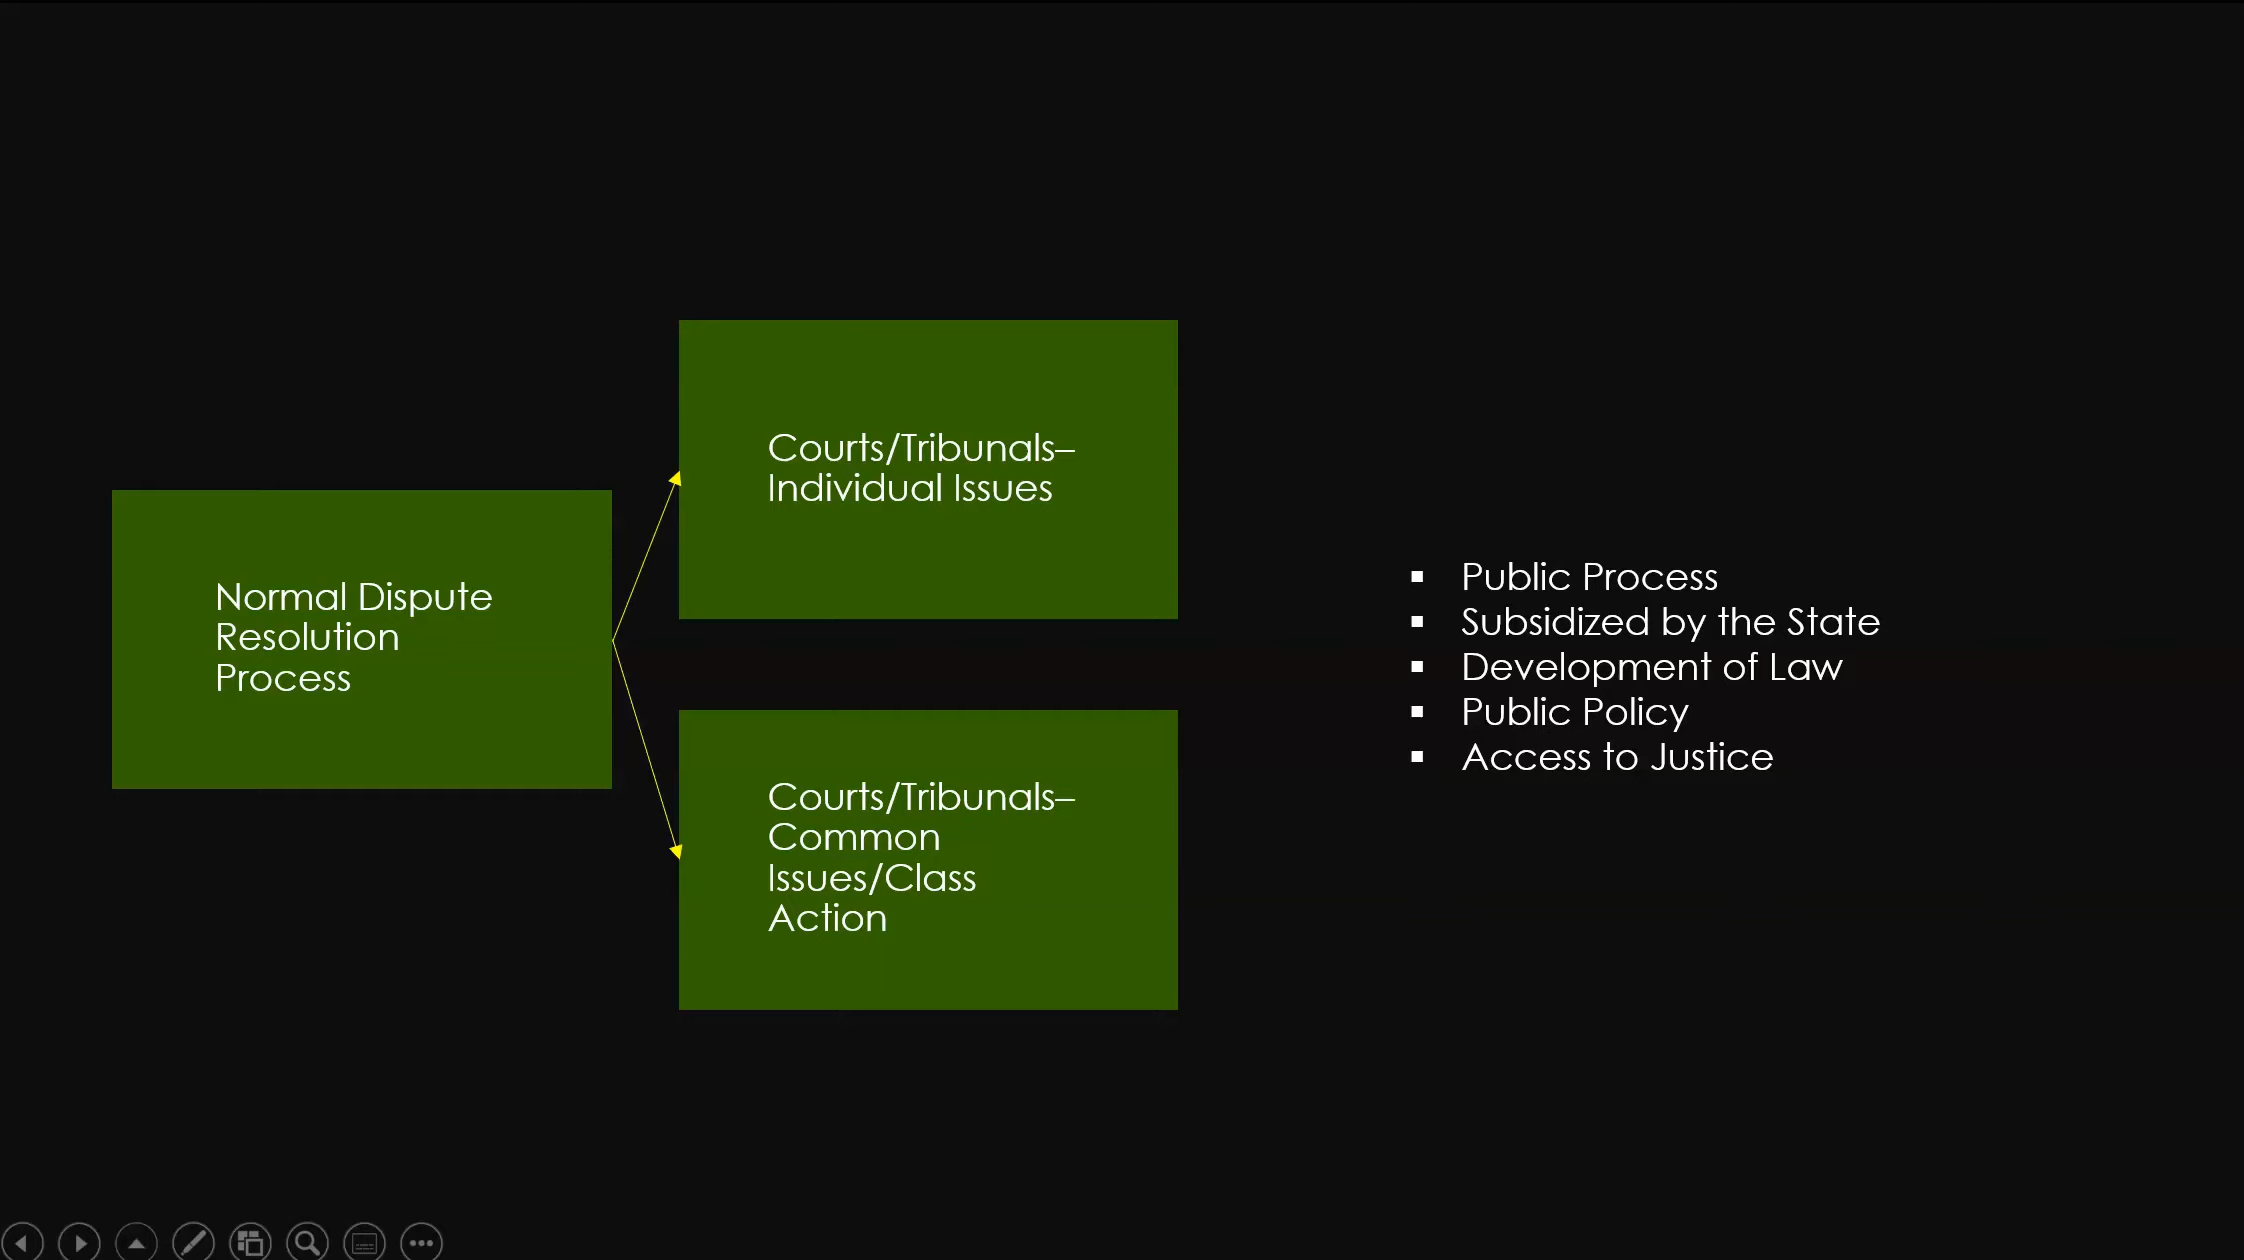 Normal Dispute
Resolution
Process
Courts/Tribunals–
Individual Issues
Courts/Tribunals–
Common
Issues/Class
Action
▪ Public Process
▪ Subsidized by the State
▪ Development of Law
▪ Public Policy
▪ Access to Justice